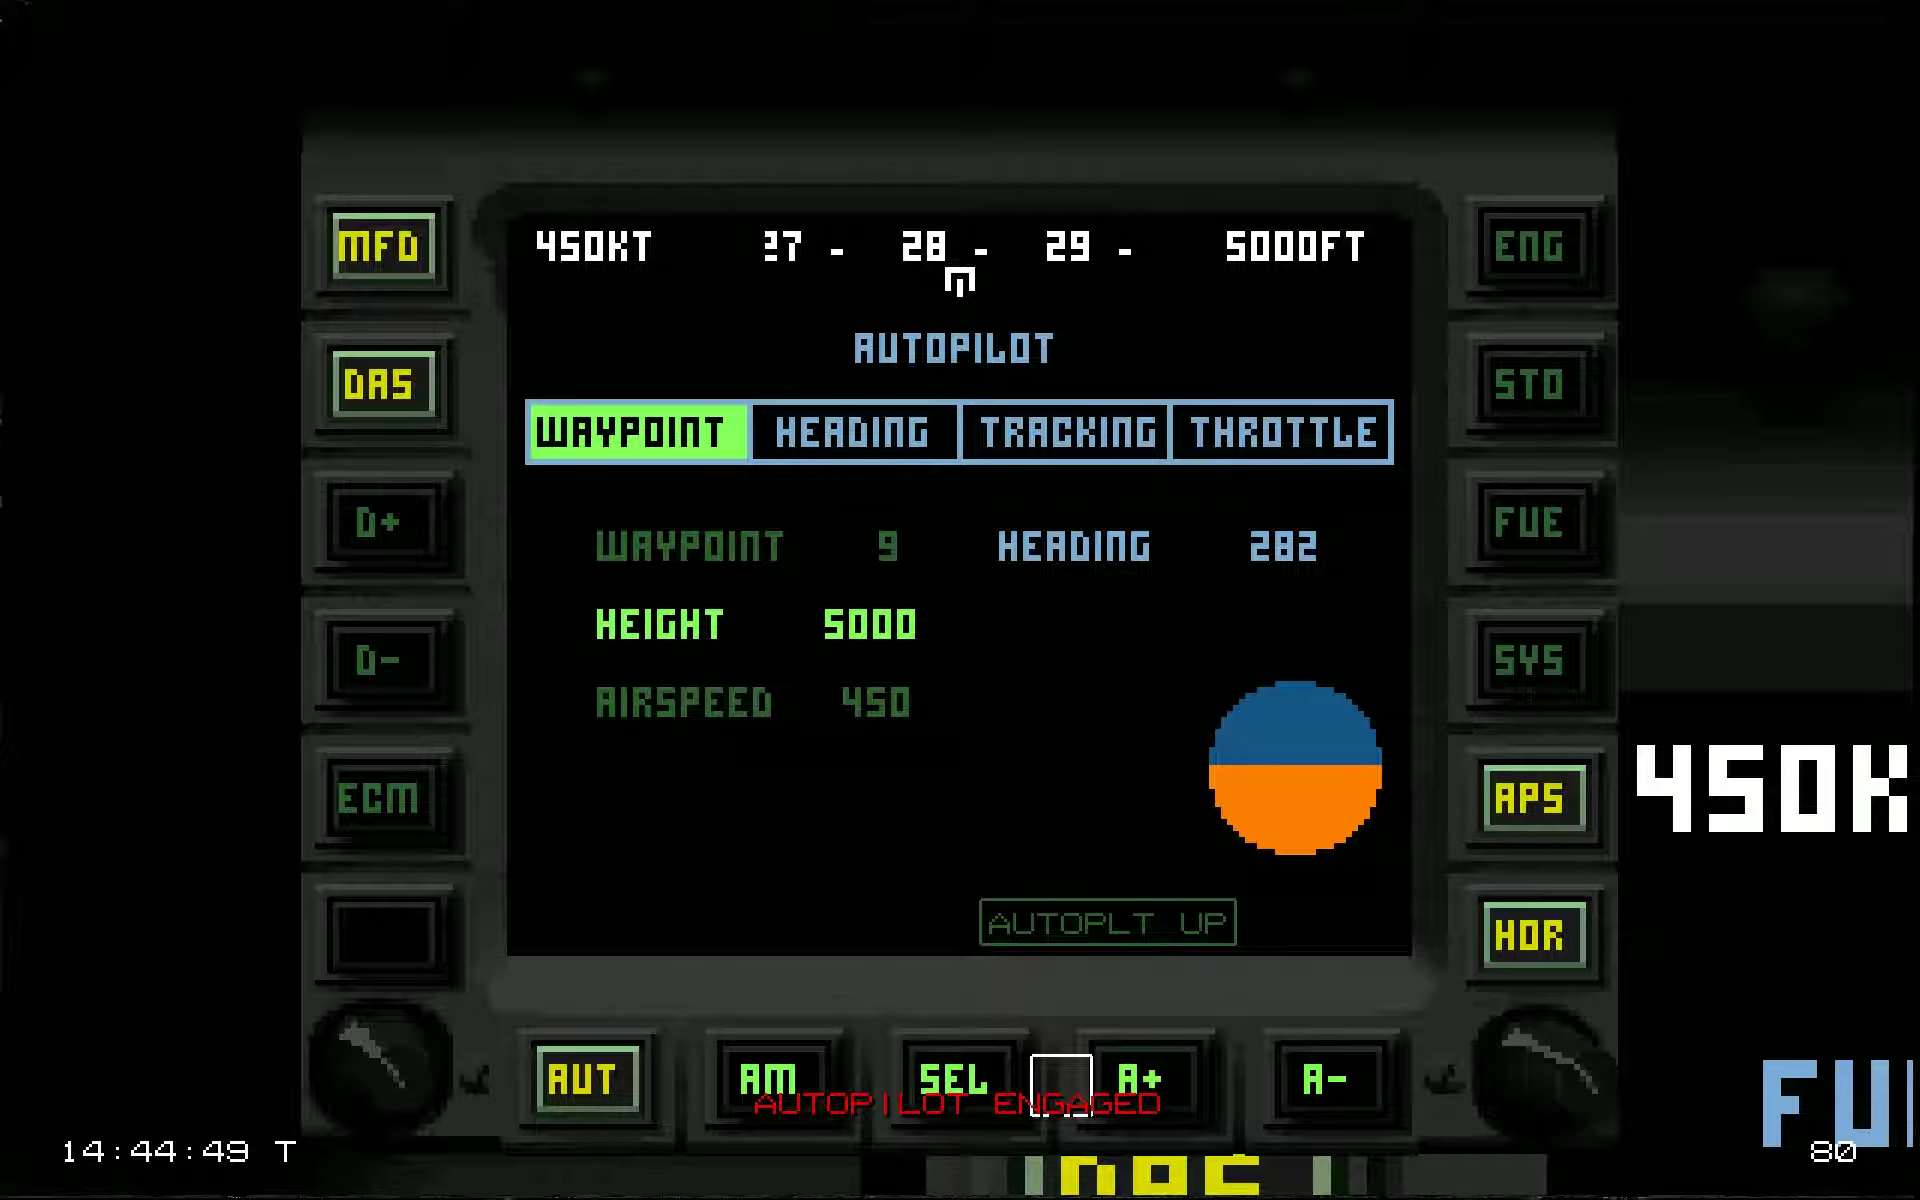 MFD
ENG
450KT 27 - 28 - 29 - 5000FT
AUTOPILOT
DAS
STO
WAYPOINT HEADING TRACKING THROTTLE
D+
FUE
WAYPOINT 9 HEADING 282
HEIGHT 5000
D-
SYS
AIRSPEED 450
ECM
APS
450K
AUTOPLT UP
HOR
AUT AM SEL A+ A-
AUTOPILOT ENGAGED
FU
14:44:49 T
80